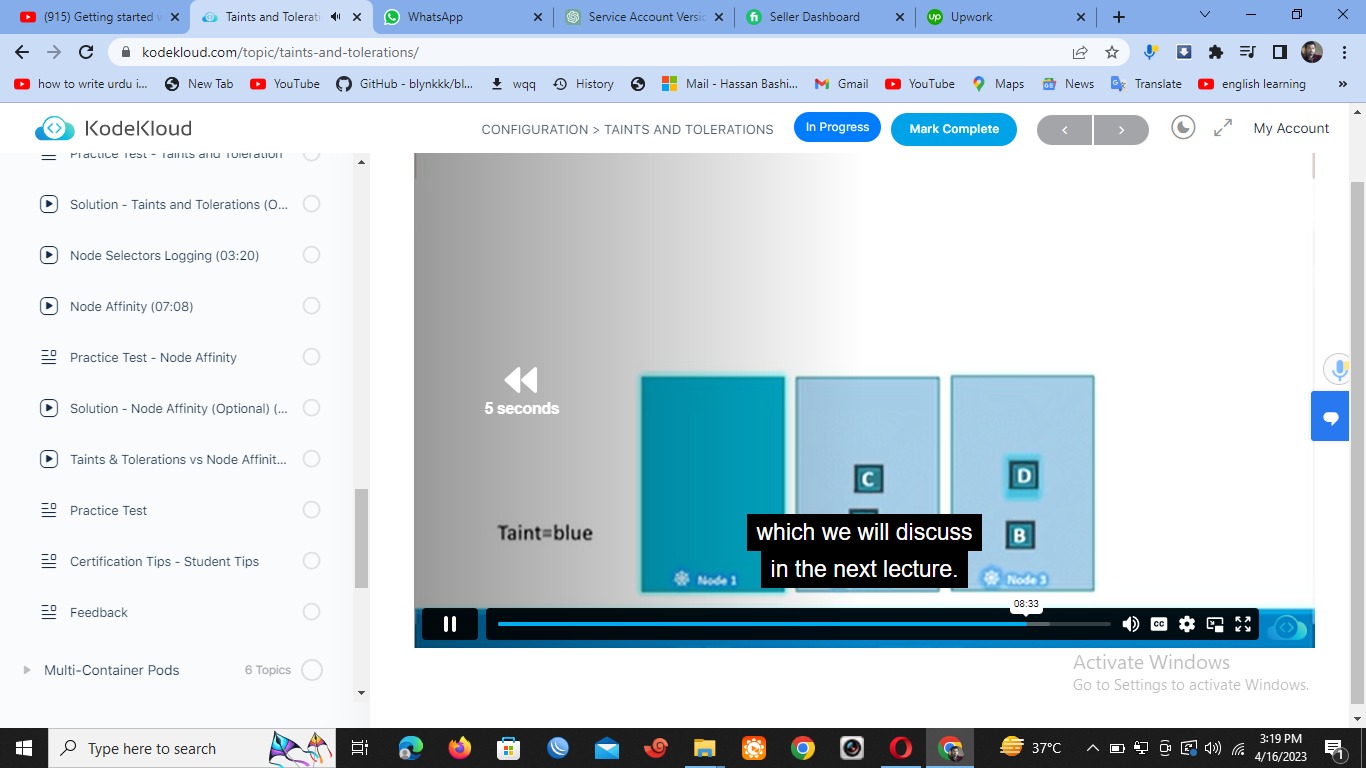 (915) Getting started w
Taints and Tolerati
WhatsApp
Service Account Versio
Seller Dashboard
Upwork
kodekloud.com/topic/taints-and-tolerations/
how to write urdu i...
New Tab
YouTube
GitHub - blynkkk/bl...
wqq
History
Mail - Hassan Bashi...
Gmail
YouTube
Maps
News
Translate
english learning
KodeKloud
CONFIGURATION > TAINTS AND TOLERATIONS
In Progress
Mark Complete
My Account
Practice Test - Taints and Toleration
Solution - Taints and Tolerations (O...
Node Selectors Logging (03:20)
Node Affinity (07:08)
Practice Test - Node Affinity
Solution - Node Affinity (Optional) (...
Taints & Tolerations vs Node Affinit...
Practice Test
Certification Tips - Student Tips
Feedback
Multi-Container Pods
6 Topics
5 seconds
C
D
B
Taint=blue
Node 1
Node 3
which we will discuss
in the next lecture.
08:33
CC
Activate Windows
Go to Settings to activate Windows.
Type here to search
37°C
3:19 PM
4/16/2023
1